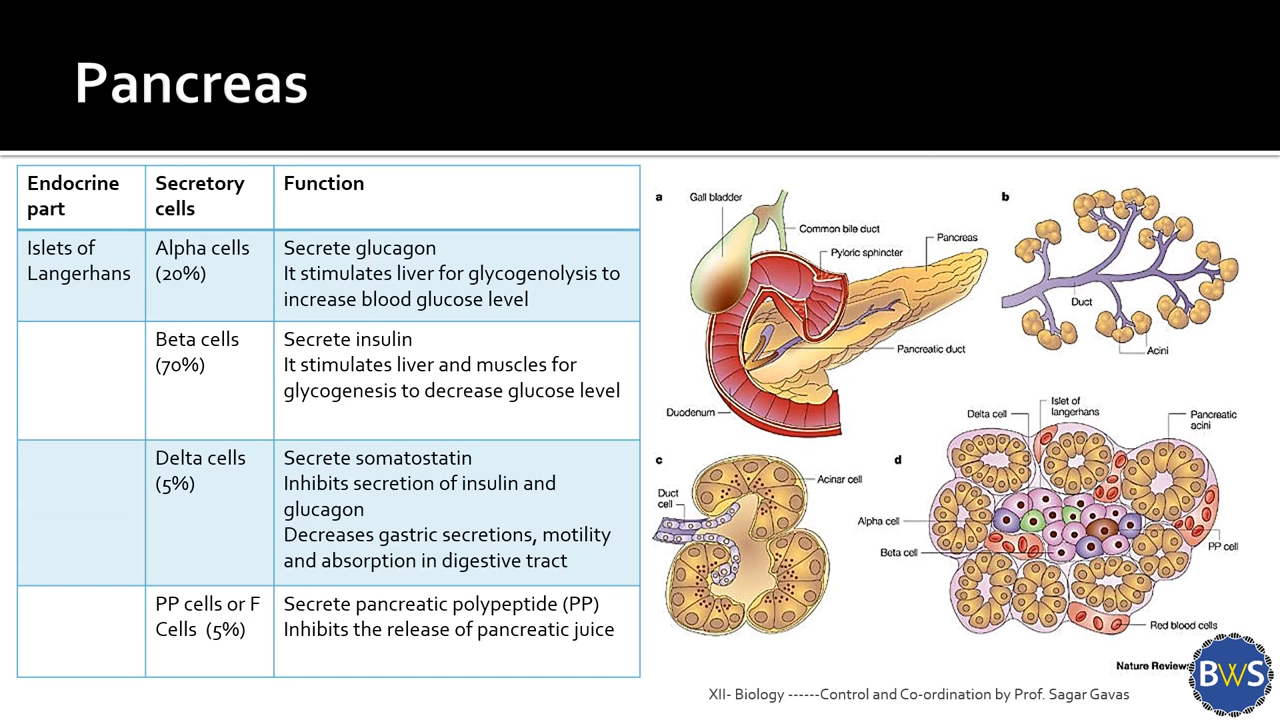 Pancreas
Endocrine part
Secretory cells
Function
Islets of Langerhans
Alpha cells (20%)
Secrete glucagon
It stimulates liver for glycogenolysis to
increase blood glucose level
Beta cells (70%)
Secrete insulin
It stimulates liver and muscles for
glycogenesis to decrease glucose level
Delta cells (5%)
Secrete somatostatin
Inhibits secretion of insulin and
glucagon
Decreases gastric secretions, motility
and absorption in digestive tract
PP cells or F Cells (5%)
Secrete pancreatic polypeptide (PP)
Inhibits the release of pancreatic juice
a
Gall bladder
Common bile duct
Pyloric sphincter
Pancreas
Pancreatic duct
Duodenum
b
Duct
Acini
c
Duct cell
Acinar cell
d
Delta cell
Islet of langerhans
Pancreatic acini
Alpha cell
Beta cell
PP cell
Red blood cells
Nature Reviews
BWS
XII- Biology ------Control and Co-ordination by Prof. Sagar Gavas